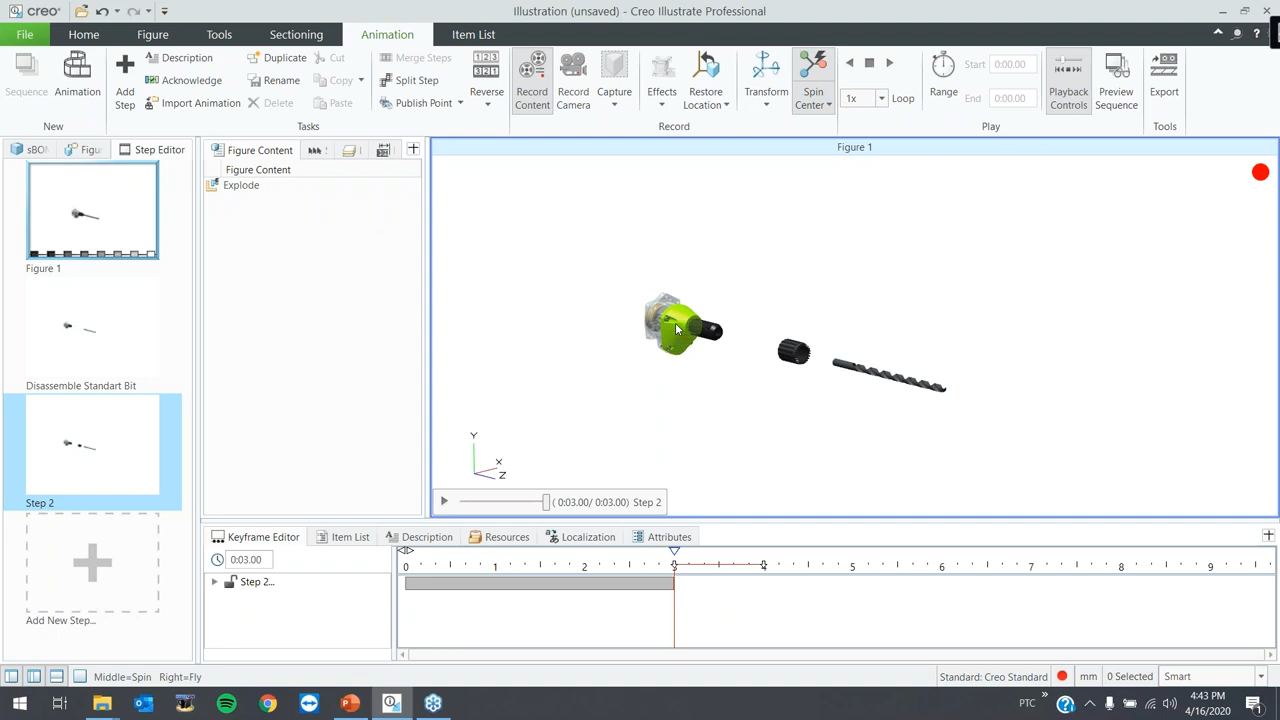 creo
Illustration (unsaved) - Creo Illustrate Professional
File Home Figure Tools Sectioning Animation Item List
Sequence Animation
New
Add Step
Description
Acknowledge
Import Animation
Duplicate
Rename
Delete
Cut
Copy
Paste
Tasks
Merge Steps
Split Step
Publish Point
Reverse
Record Content
Record Camera
Capture
Effects
Restore Location
Record
Transform
Spin Center
1x Loop
Range
Start 0:00.00
End 0:00.00
Play
Playback Controls
Preview Sequence
Export
Tools
sBOM Figu Step Editor
Figure 1
Disassemble Standart Bit
Step 2
Add New Step...
Figure Content
Figure Content
Explode
Figure 1
Y
X
Z
( 0:03.00/ 0:03.00) Step 2
Keyframe Editor Item List Description Resources Localization Attributes
0:03.00
Step 2...
0 1 2 3 4 5 6 7 8 9
Middle=Spin Right=Fly
Standard: Creo Standard mm 0 Selected Smart
PTC
4:43 PM
4/16/2020